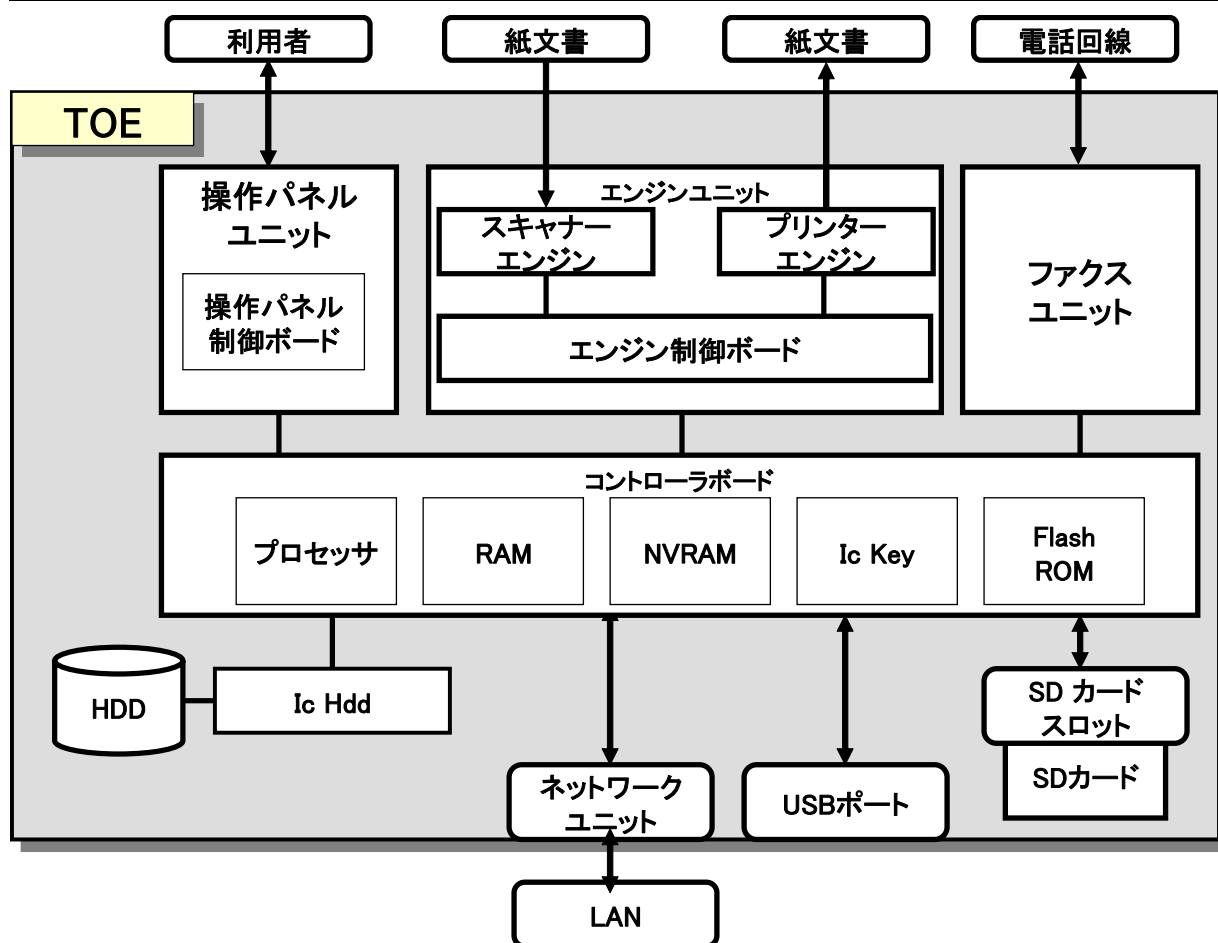 利用者
紙文書
紙文書
電話回線
TOE
操作パネル
ユニット
操作パネル
制御ボード
エンジンユニット
スキャナー
エンジン
プリンター
エンジン
エンジン制御ボード
ファクス
ユニット
コントローラボード
プロセッサ
RAM
NVRAM
Ic Key
Flash
ROM
HDD
Ic Hdd
SD カード
スロット
SDカード
ネットワーク
ユニット
USBポート
LAN